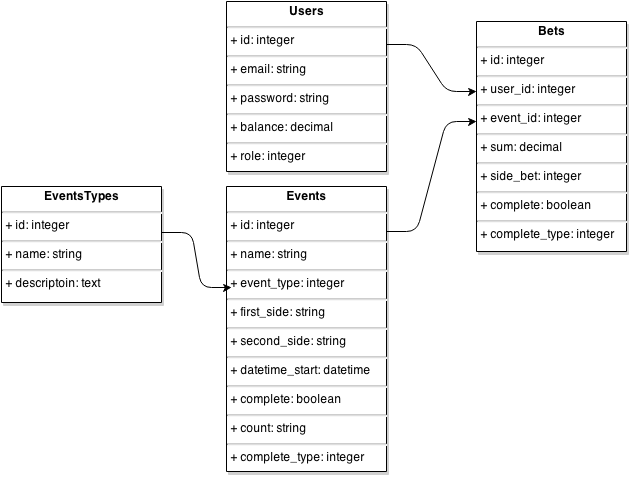 Users
+ id: integer
+ email: string
+ password: string
+ balance: decimal
+ role: integer
Bets
+ id: integer
+ user_id: integer
+ event_id: integer
+ sum: decimal
+ side_bet: integer
+ complete: boolean
+ complete_type: integer
EventsTypes
+ id: integer
+ name: string
+ descriptoin: text
Events
+ id: integer
+ name: string
+ event_type: integer
+ first_side: string
+ second_side: string
+ datetime_start: datetime
+ complete: boolean
+ count: string
+ complete_type: integer